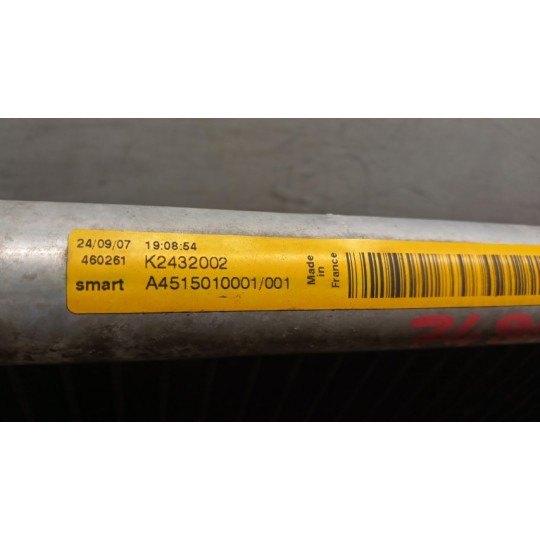 24/09/07 19:08:54
460261 K2432002
smart A4515010001/001
Made
in
France